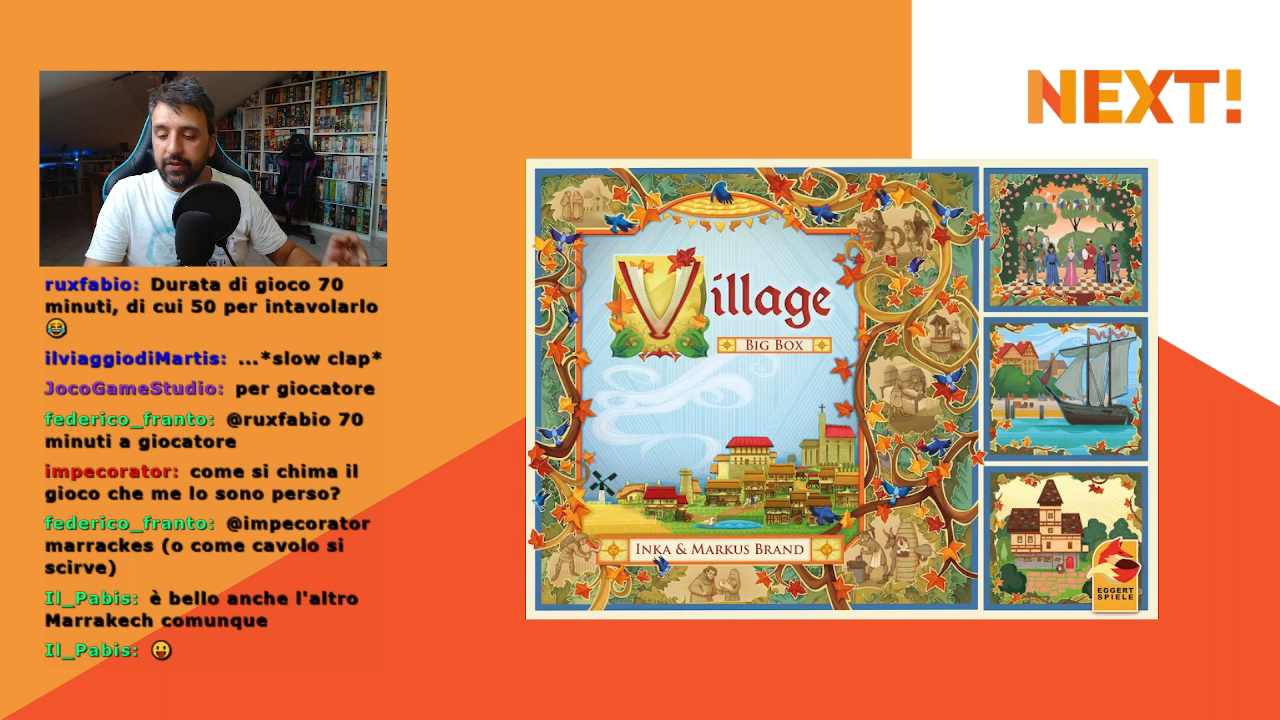 NEXT!
ruxfabio: Durata di gioco 70
minuti, di cui 50 per intavolarlo
😂
ilviaggiodiMartis: ...*slow clap*
JocoGameStudio: per giocatore
federico_franto: @ruxfabio 70
minuti a giocatore
impecorator: come si chima il
gioco che me lo sono perso?
federico_franto: @impecorator
marrackes (o come cavolo si
scirve)
Il_Pabis: è bello anche l'altro
Marrakech comunque
Il_Pabis: 😛
Village
BIG BOX
INKA & MARKUS BRAND
EGGERT
SPIELE